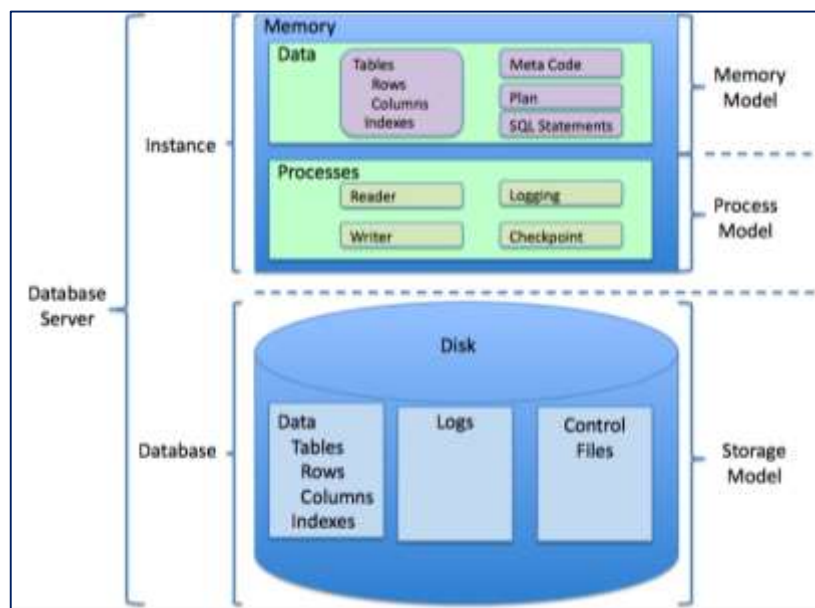 Memory
Data
Tables
Rows
Columns
Indexes
Meta Code
Plan
SQL Statements
Memory
Model
Instance
Processes
Reader
Logging
Writer
Checkpoint
Process
Model
Database
Server
Disk
Data
Tables
Rows
Columns
Indexes
Logs
Control
Files
Database
Storage
Model